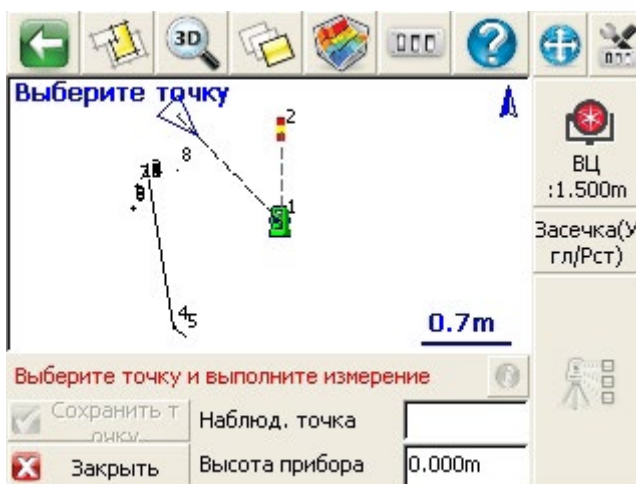 3D
Выберите точку
2
8
1
ВЦ
:1.500m
Засечка(У
гл/Рст)
4
5
0.7m
Выберите точку и выполните измерение
Сохранить т
очку
Наблюд. точка
Закрыть
Высота прибора
0.000m